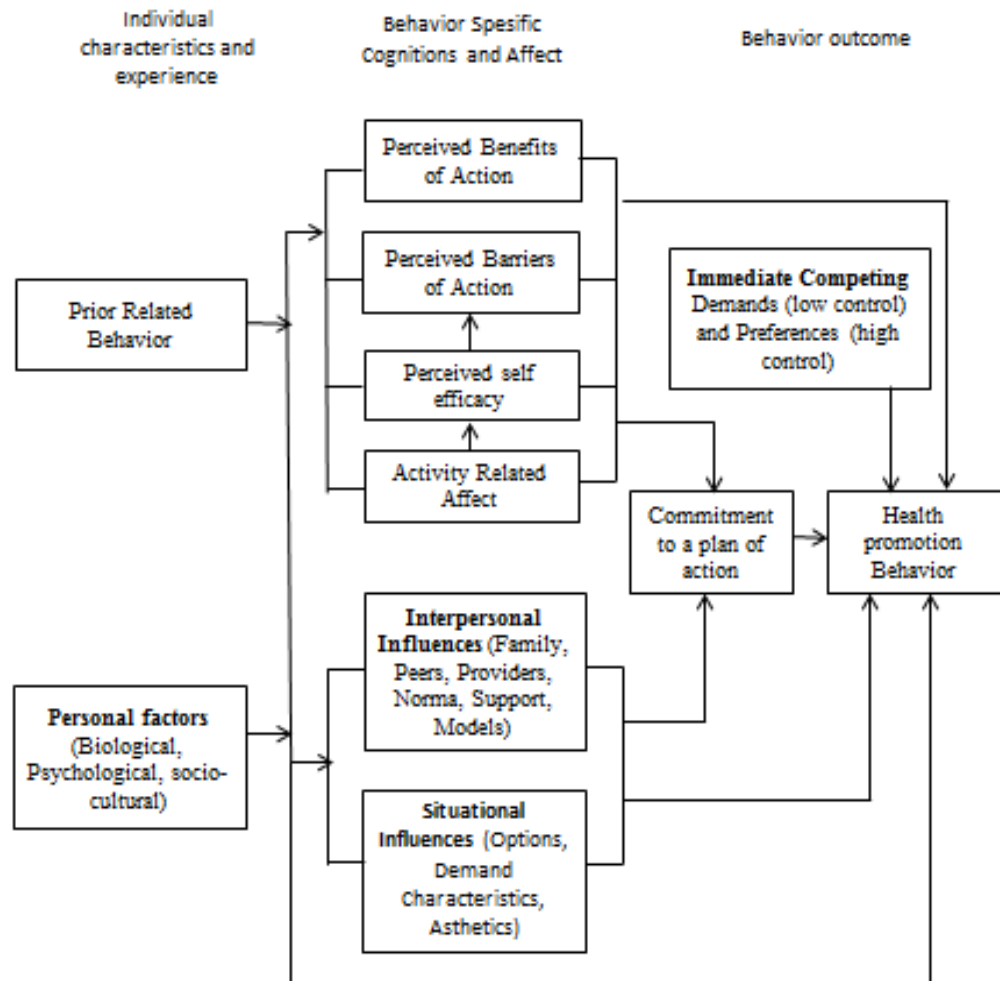 Individual
characteristics and
experience
Behavior Spesific
Cognitions and Affect
Behavior outcome
Perceived Benefits
of Action
Perceived Barriers
of Action
Immediate Competing
Demands (low control)
and Preferences (high
control)
Prior Related
Behavior
Perceived self
efficacy
Activity Related
Affect
Commitment
to a plan of
action
Health
promotion
Behavior
Interpersonal
Influences (Family,
Peers, Providers,
Norma, Support,
Models)
Personal factors
(Biological,
Psychological, socio-
cultural)
Situational
Influences (Options,
Demand
Characteristics,
Asthetics)